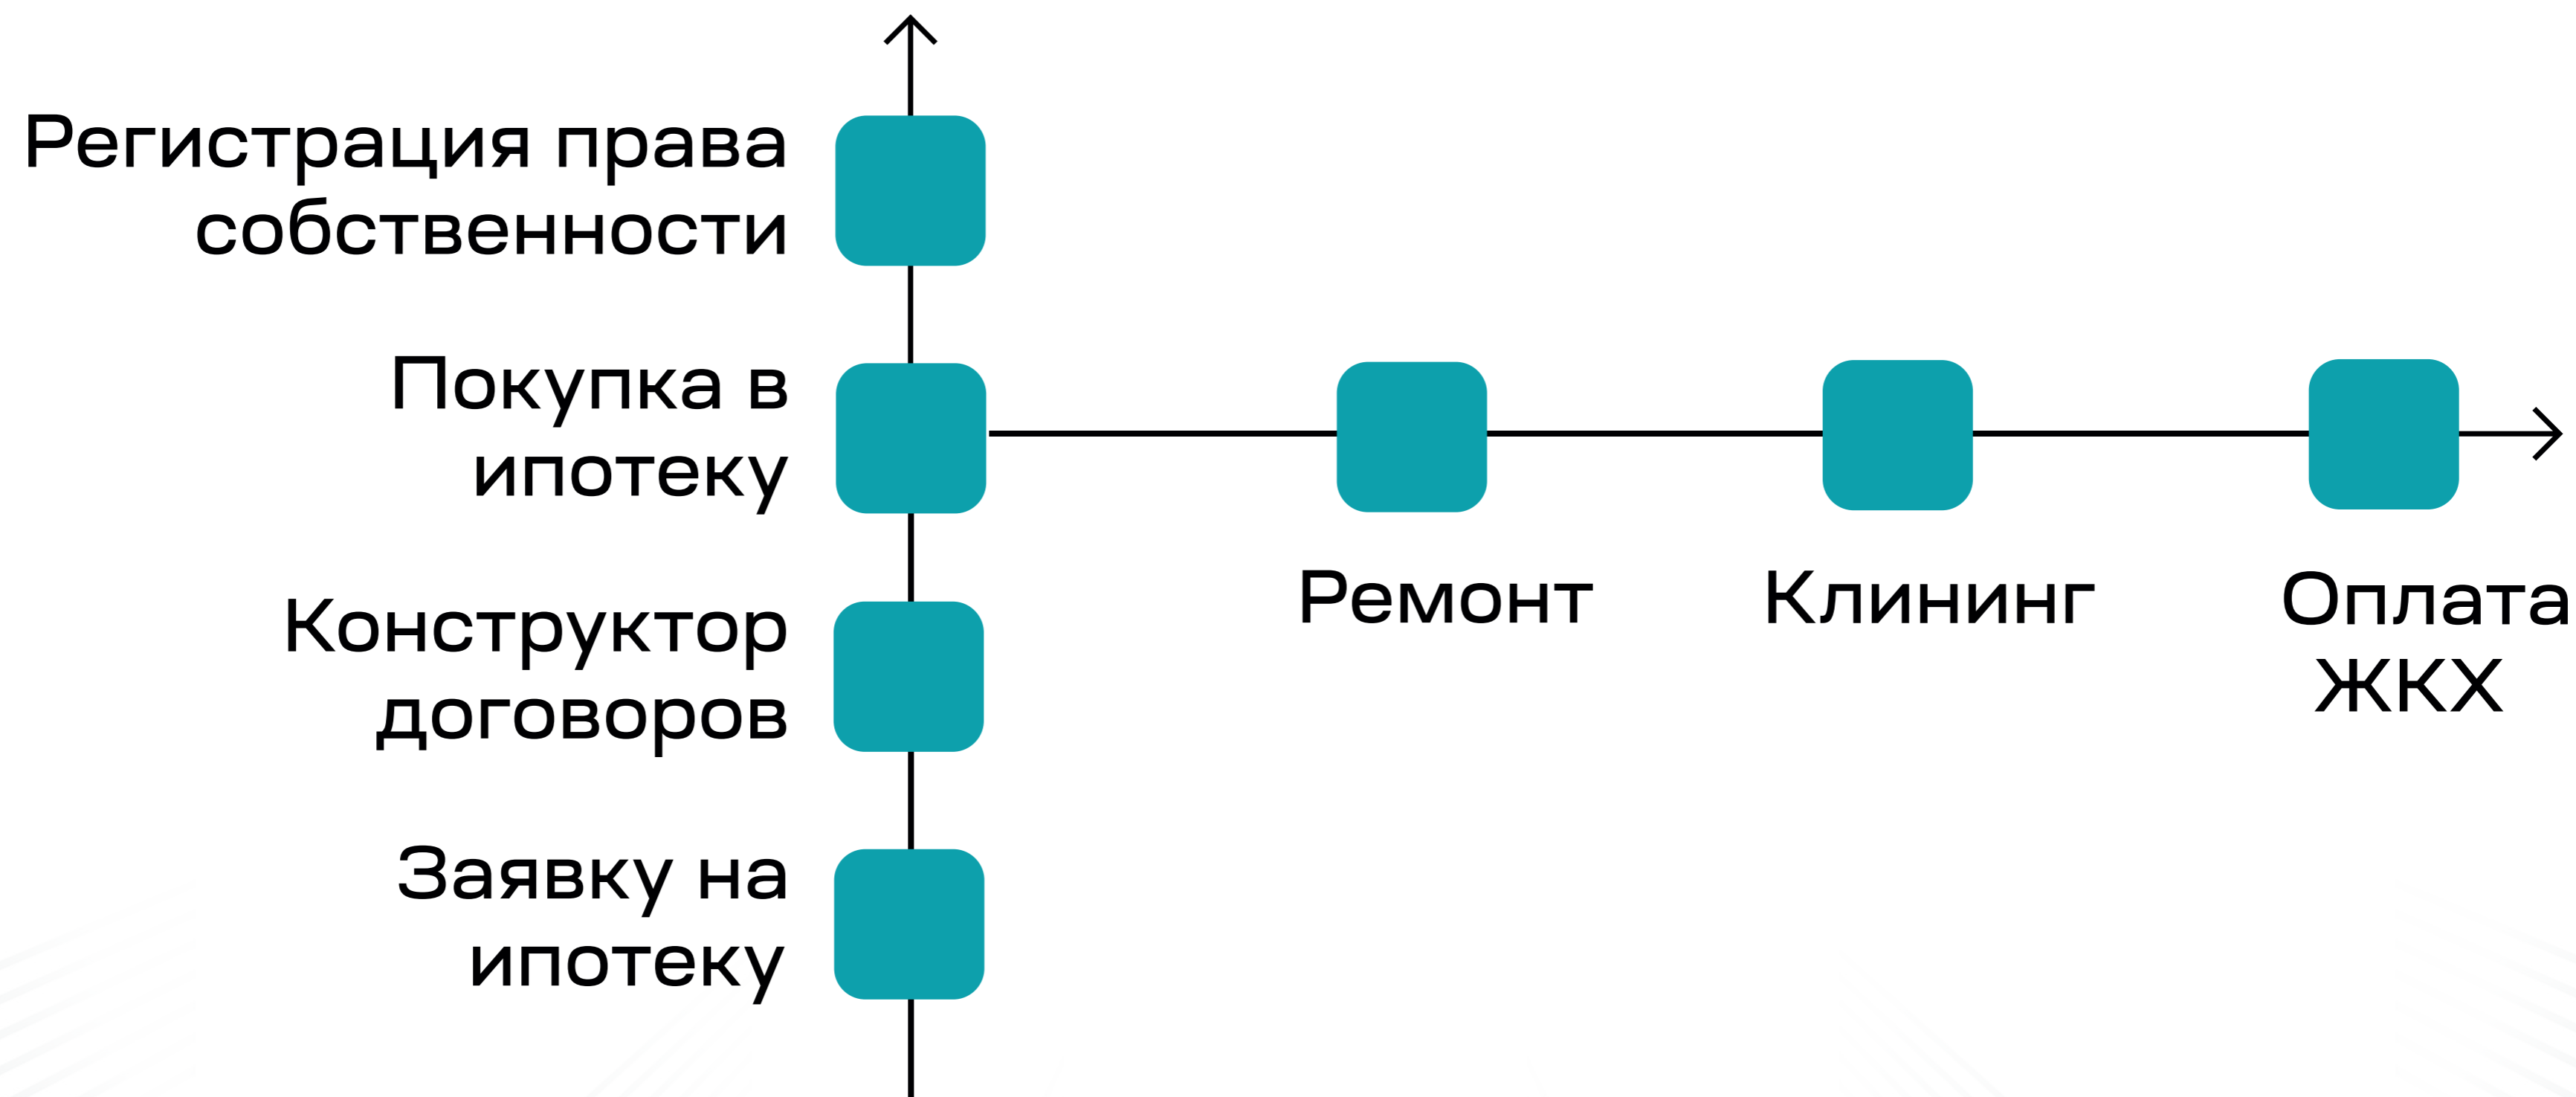 Регистрация права
собственности
Покупка в
ипотеку
Ремонт
Клининг
Оплата
ЖКХ
Конструктор
договоров
Заявку на
ипотеку